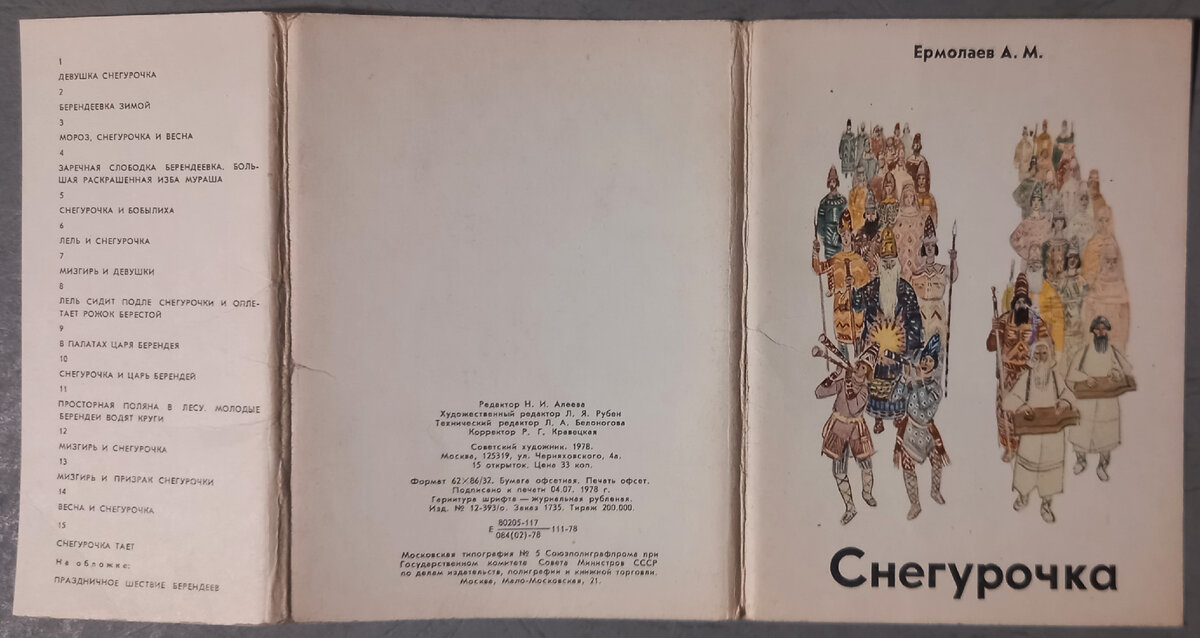 1
ДЕВУШКА СНЕГУРОЧКА
2
БЕРЕНДЕЕВКА ЗИМОЙ
3
МОРОЗ, СНЕГУРОЧКА И ВЕСНА
4
ЗАРЕЧНАЯ СЛОБОДКА БЕРЕНДЕЕВКА. БОЛЬ-
ШАЯ РАСКРАШЕННАЯ ИЗБА МУРАША
5
СНЕГУРОЧКА И БОБЫЛИХА
6
ЛЕЛЬ И СНЕГУРОЧКА
7
МИЗГИРЬ И ДЕВУШКИ
8
ЛЕЛЬ СИДИТ ПОДЛЕ СНЕГУРОЧКИ И ОПЛЕ-
ТАЕТ РОЖОК БЕРЕСТОЙ
9
В ПАЛАТАХ ЦАРЯ БЕРЕНДЕЯ
10
СНЕГУРОЧКА И ЦАРЬ БЕРЕНДЕЙ
11
ПРОСТОРНАЯ ПОЛЯНА В ЛЕСУ. МОЛОДЫЕ
БЕРЕНДЕИ ВОДЯТ КРУГИ
12
МИЗГИРЬ И СНЕГУРОЧКА
13
МИЗГИРЬ И ПРИЗРАК СНЕГУРОЧКИ
14
ВЕСНА И СНЕГУРОЧКА
15
СНЕГУРОЧКА ТАЕТ
На обложке:
ПРАЗДНИЧНОЕ ШЕСТВИЕ БЕРЕНДЕЕВ
Редактор Н. И. Алеева
Художественный редактор Л. Я. Рубен
Технический редактор Л. А. Белоногова
Корректор Р. Г. Кравецкая
Советский художник. 1978.
Москва, 125319, ул. Черняховского, 4а.
15 открыток. Цена 33 коп.
Формат 62×86/32. Бумага офсетная. Печать офсет.
Подписано к печати 04.07. 1978 г.
Гарнитура шрифта — журнальная рубленая.
Изд. № 12-393/о. Заказ 1735. Тираж 200.000.
Е 80205-117 / 084(02)-78 111-78
Московская типография № 5 Союзполиграфпрома при
Государственном комитете Совета Министров СССР
по делам издательств, полиграфии и книжной торговли.
Москва, Мало-Московская, 21.
Ермолаев А. М.
Снегурочка